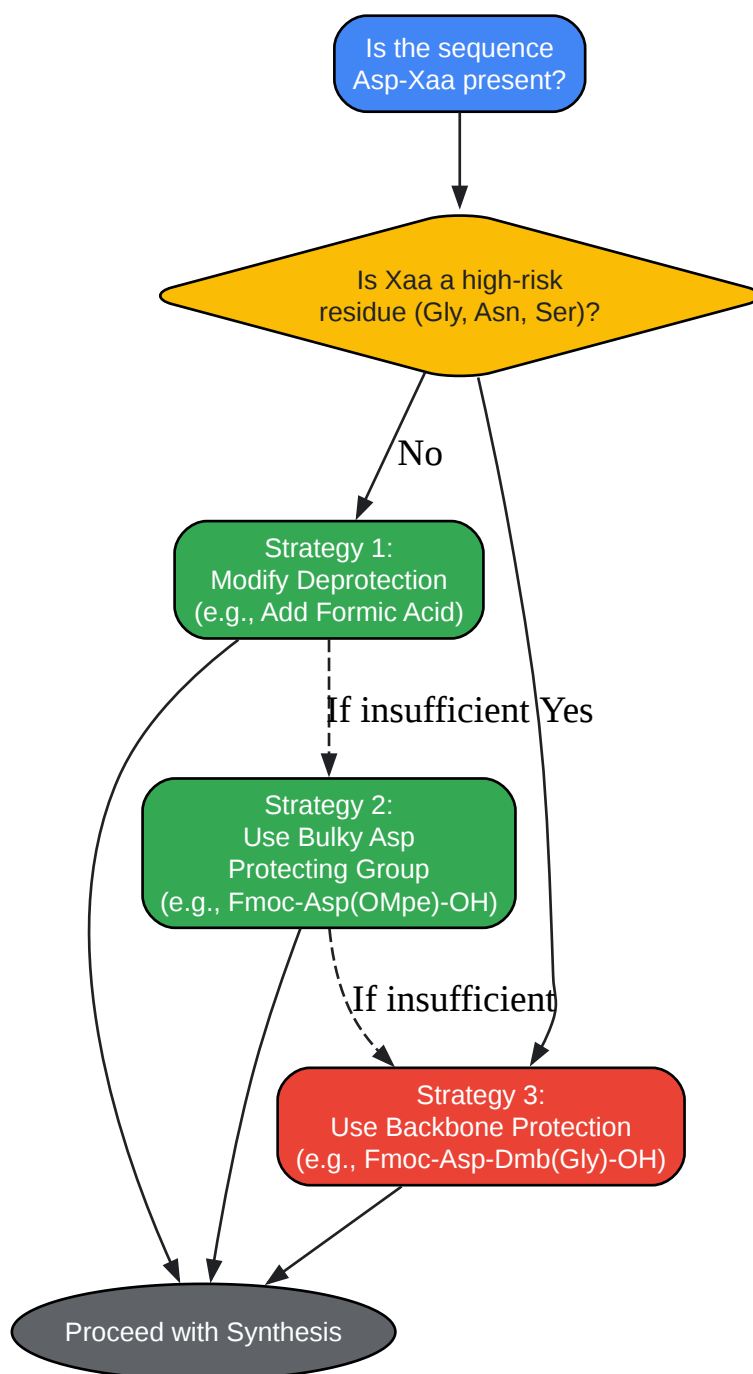 Is the sequence
Asp-Xaa present?
Is Xaa a high-risk
residue (Gly, Asn, Ser)?
No
Strategy 1:
Modify Deprotection
(e.g., Add Formic Acid)
If insufficient
Yes
Strategy 2:
Use Bulky Asp
Protecting Group
(e.g., Fmoc-Asp(OMpe)-OH)
If insufficient
Strategy 3:
Use Backbone Protection
(e.g., Fmoc-Asp-Dmb(Gly)-OH)
Proceed with Synthesis